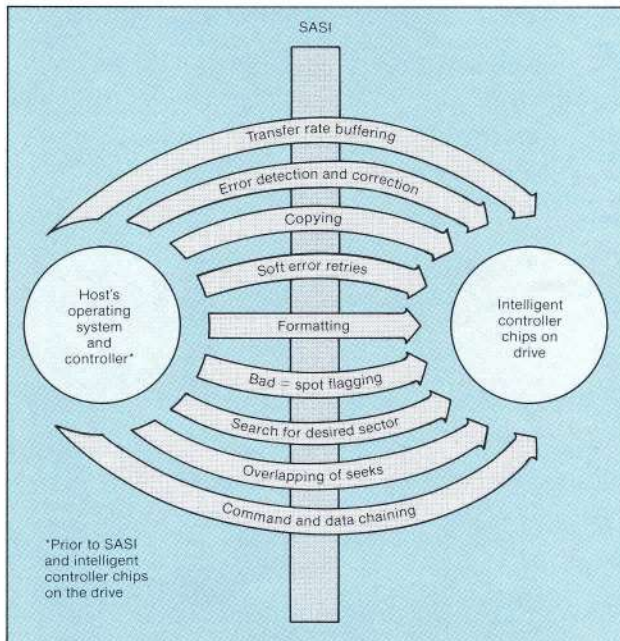 SASI
Transfer rate buffering
Error detection and correction
Copying
Soft error retries
Formatting
Bad = spot flagging
Search for desired sector
Overlapping of seeks
Command and data chaining
Host's
operating
system
and
controller*
Intelligent
controller
chips on
drive
*Prior to SASI
and intelligent
controller chips
on the drive